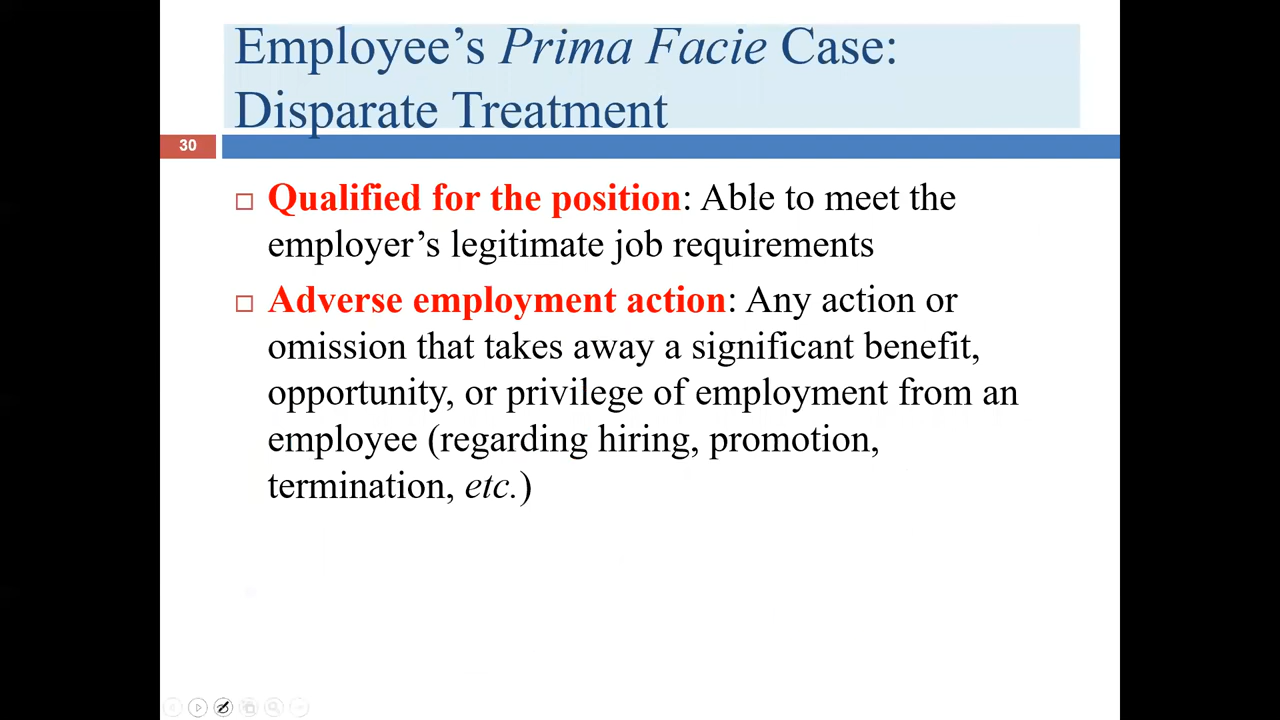 Employee’s Prima Facie Case:
Disparate Treatment
30
Qualified for the position: Able to meet the
employer’s legitimate job requirements
Adverse employment action: Any action or
omission that takes away a significant benefit,
opportunity, or privilege of employment from an
employee (regarding hiring, promotion,
termination, etc.)